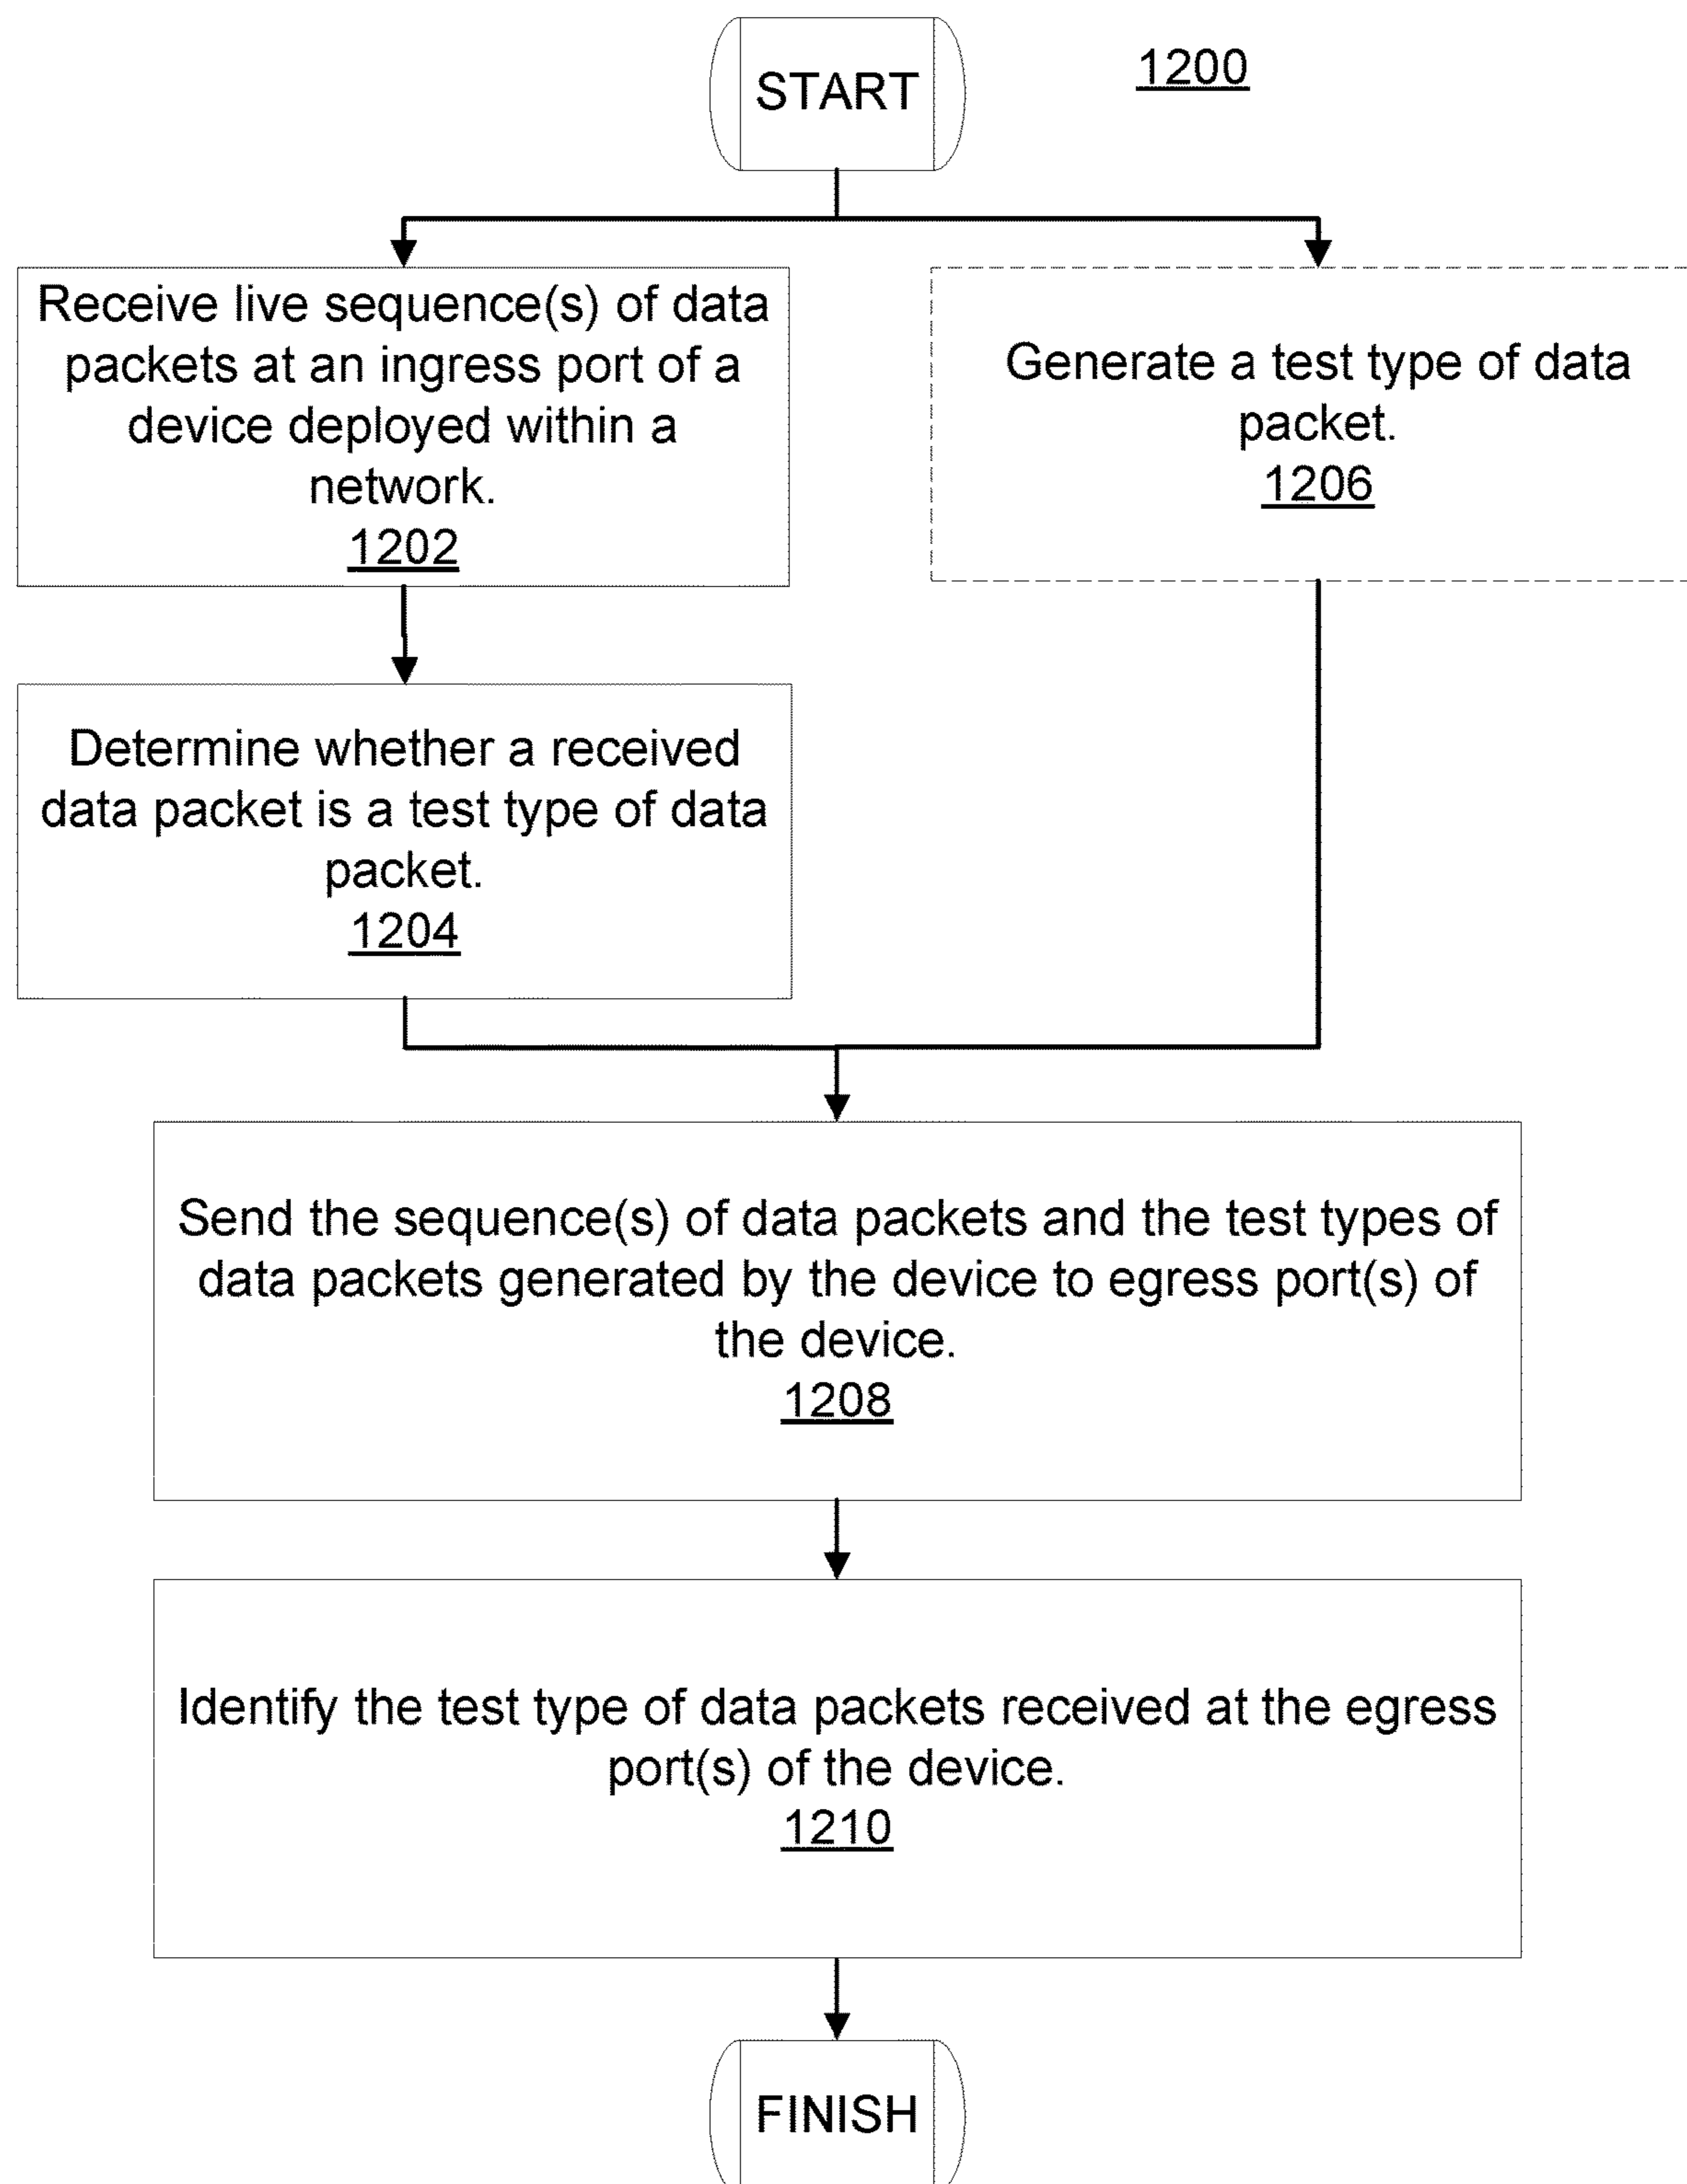 START
1200
Receive live sequence(s) of data
packets at an ingress port of a
device deployed within a
network.
1202
Generate a test type of data
packet.
1206
Determine whether a received
data packet is a test type of data
packet.
1204
Send the sequence(s) of data packets and the test types of
data packets generated by the device to egress port(s) of
the device.
1208
Identify the test type of data packets received at the egress
port(s) of the device.
1210
FINISH